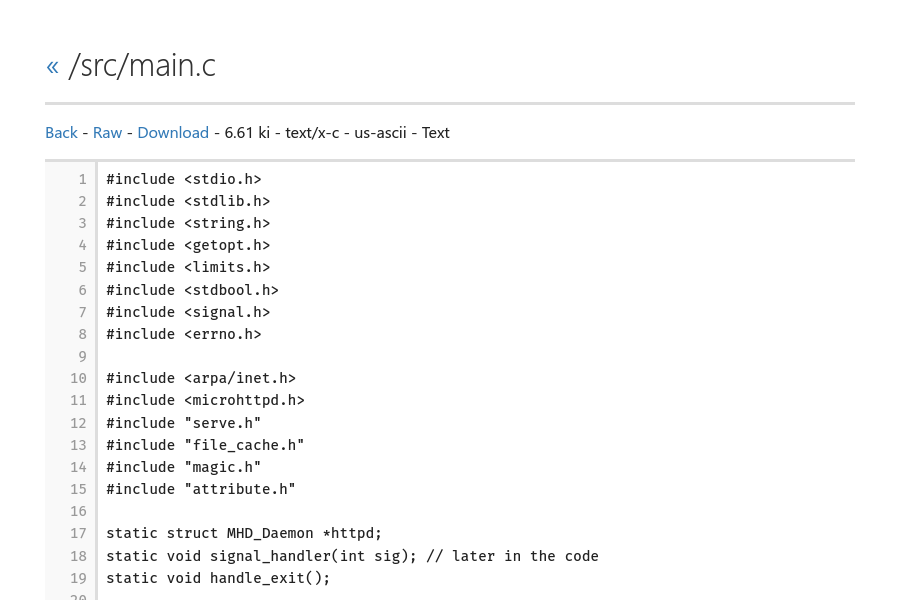 « /src/main.c
Back - Raw - Download - 6.61 ki - text/x-c - us-ascii - Text
1 #include <stdio.h>
2 #include <stdlib.h>
3 #include <string.h>
4 #include <getopt.h>
5 #include <limits.h>
6 #include <stdbool.h>
7 #include <signal.h>
8 #include <errno.h>
9
10 #include <arpa/inet.h>
11 #include <microhttpd.h>
12 #include "serve.h"
13 #include "file_cache.h"
14 #include "magic.h"
15 #include "attribute.h"
16
17 static struct MHD_Daemon *httpd;
18 static void signal_handler(int sig); // later in the code
19 static void handle_exit();
20